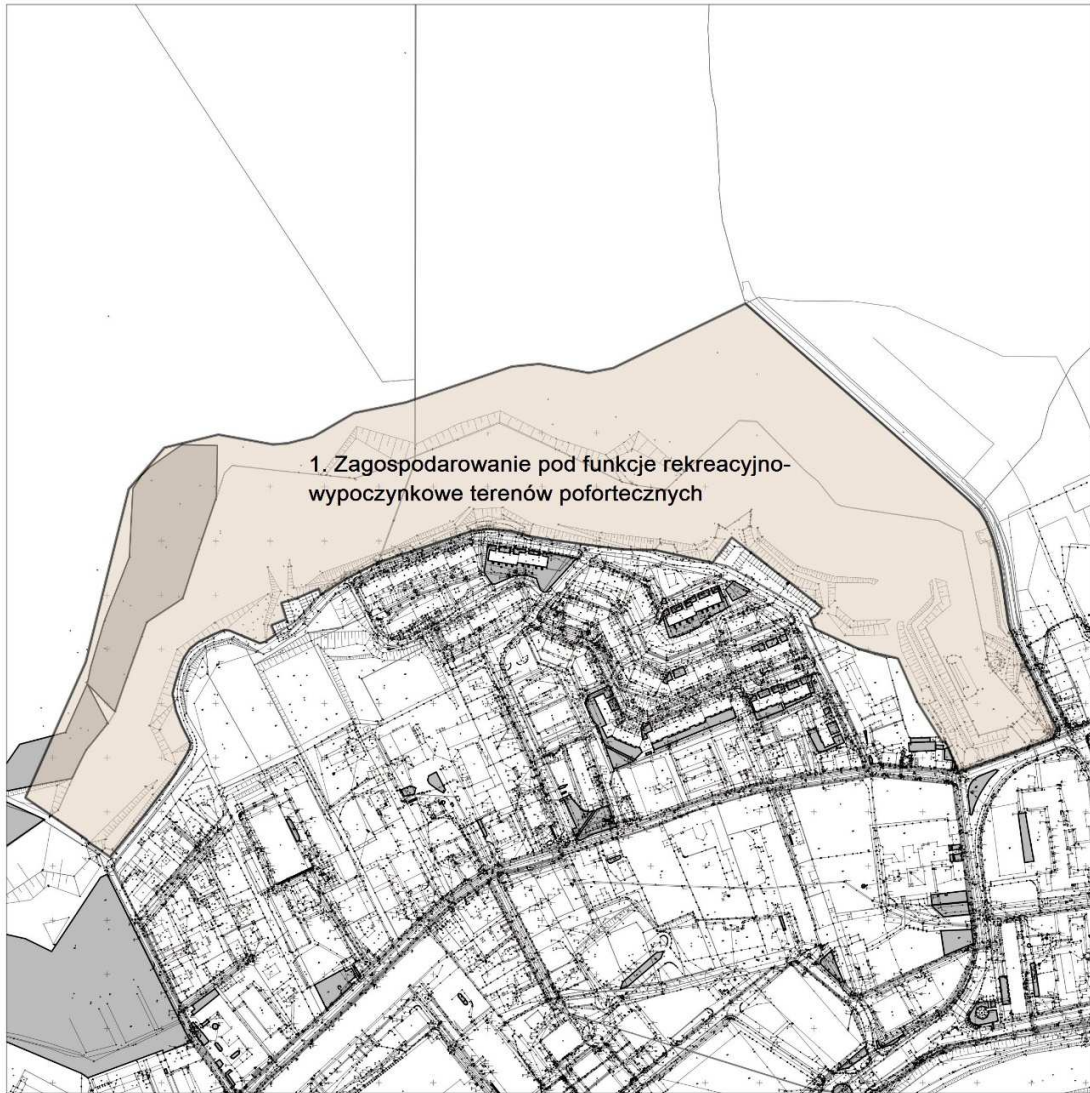 1. Zagospodarowanie pod funkcje rekreacyjno-
wypoczynkowe terenów pofortecznych